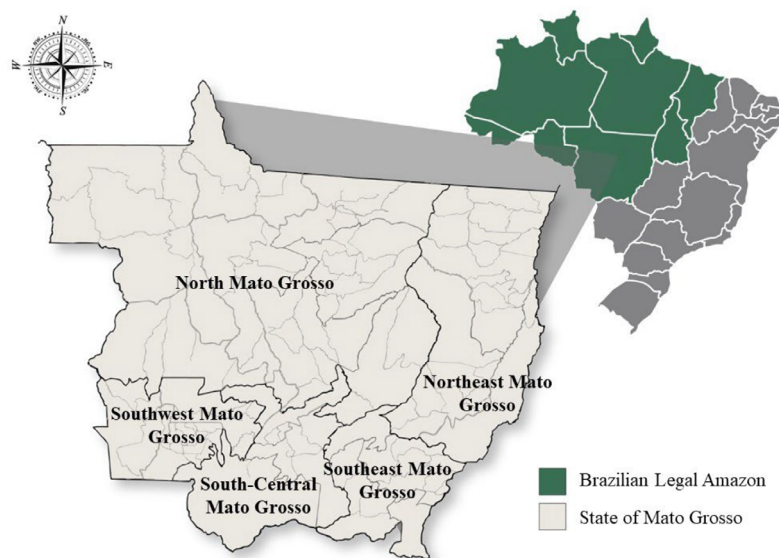 N
W
E
S
North Mato Grosso
Northeast Mato
Grosso
Southwest Mato
Grosso
Southeast Mato
Grosso
South-Central
Mato Grosso
Brazilian Legal Amazon
State of Mato Grosso